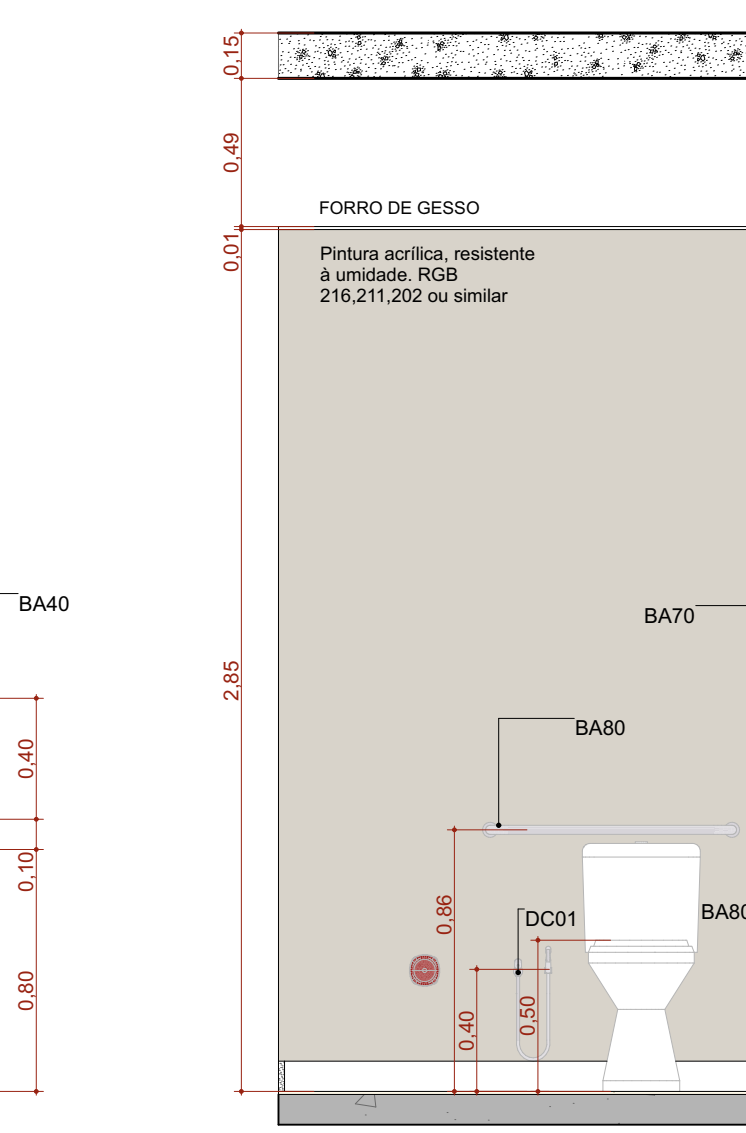 0,15
0,49
FORRO DE GESSO
0,01
Pintura acrílica, resistente
à umidade. RGB
216,211,202 ou similar
BA40
BA70
2,85
BA80
0,40
0,10
0,86
DC01
BA80
0,80
0,40
0,50